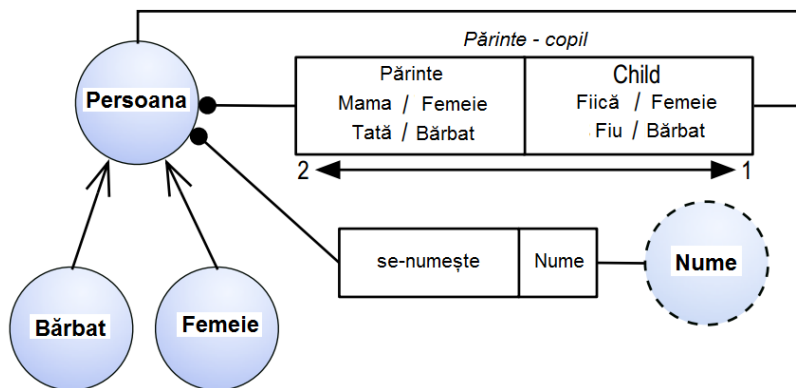 Părinte - copil
Persoana
Părinte
Mama / Femeie
Tată / Bărbat
Child
Fiică / Femeie
Fiu / Bărbat
2
1
se-numește
Nume
Nume
Bărbat
Femeie